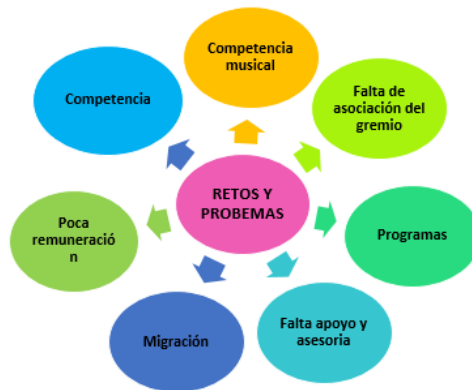 Competencia
musical
Competencia
Falta de
asociación del
gremio
RETOS Y
PROBEMAS
Poca
remuneració
n
Programas
Migración
Falta apoyo y
asesoria